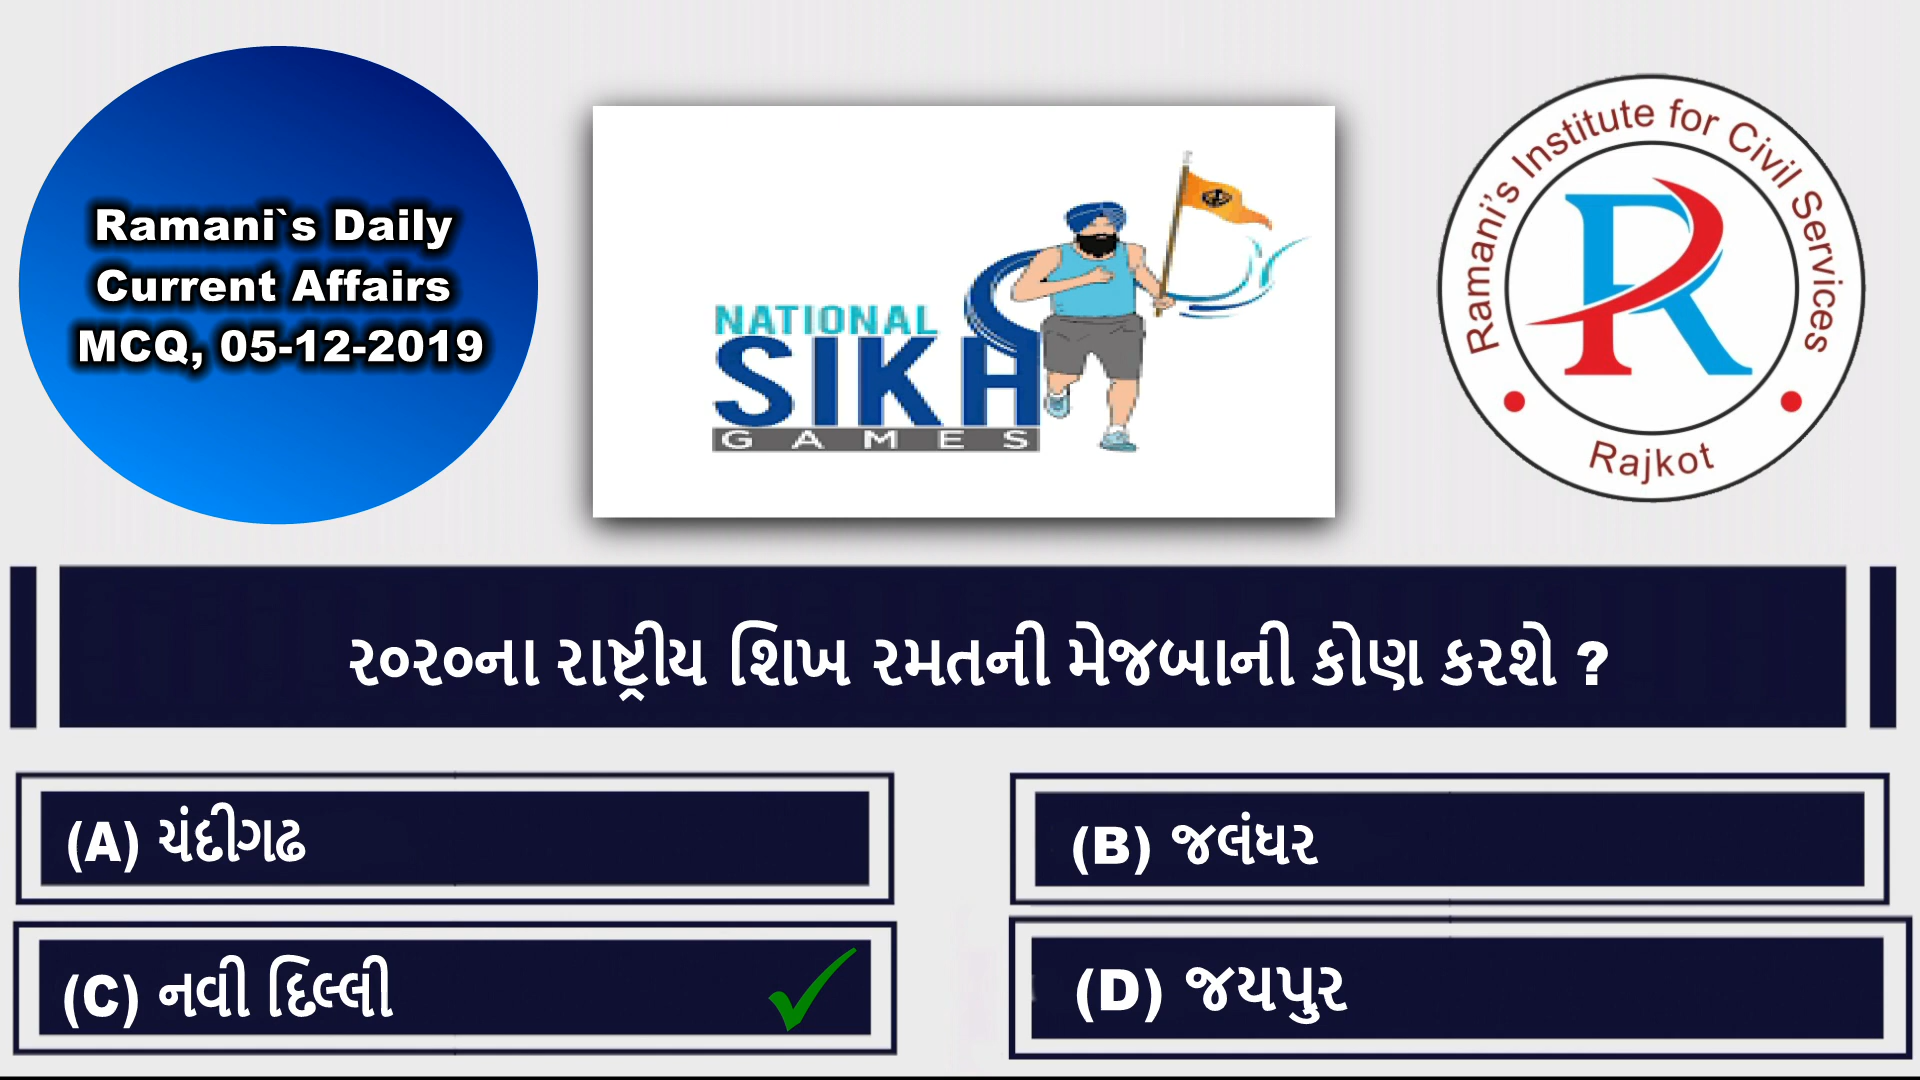 Ramani`s Daily
Current Affairs
MCQ, 05-12-2019
NATIONAL
SIKH
GAMES
Ramani's Institute for Civil Services
R
Rajkot
૨૦૨૦ના રાષ્ટ્રીય શિખ રમતની મેજબાની કોણ કરશે ?
(A) ચંદીગઢ
(B) જલંધર
(C) નવી દિલ્લી
(D) જયપુર